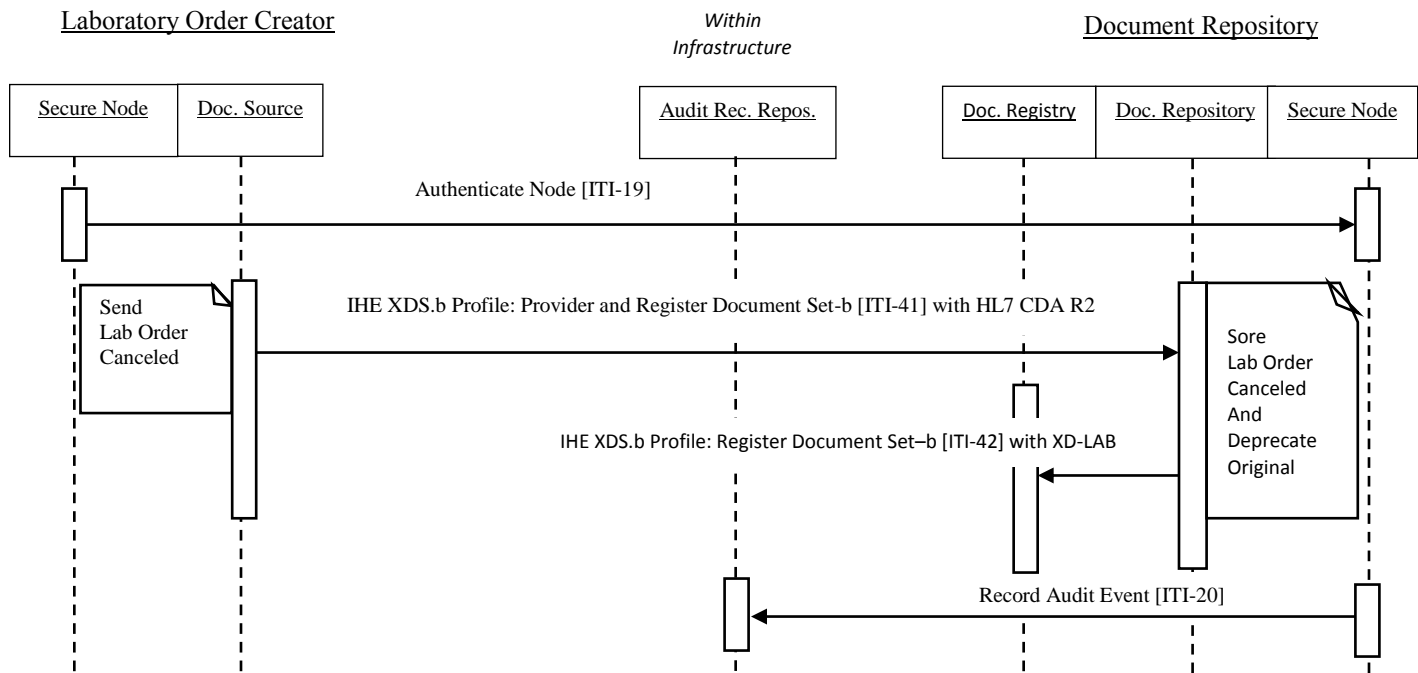 Laboratory Order Creator
Within
Infrastructure
Document Repository
Secure Node
Doc. Source
Audit Rec. Repos.
Doc. Registry
Doc. Repository
Secure Node
Authenticate Node [ITI-19]
Send
Lab Order
Canceled
IHE XDS.b Profile: Provider and Register Document Set-b [ITI-41] with HL7 CDA R2
Sore
Lab Order
Canceled
And
Deprecate
Original
IHE XDS.b Profile: Register Document Set–b [ITI-42] with XD-LAB
Record Audit Event [ITI-20]